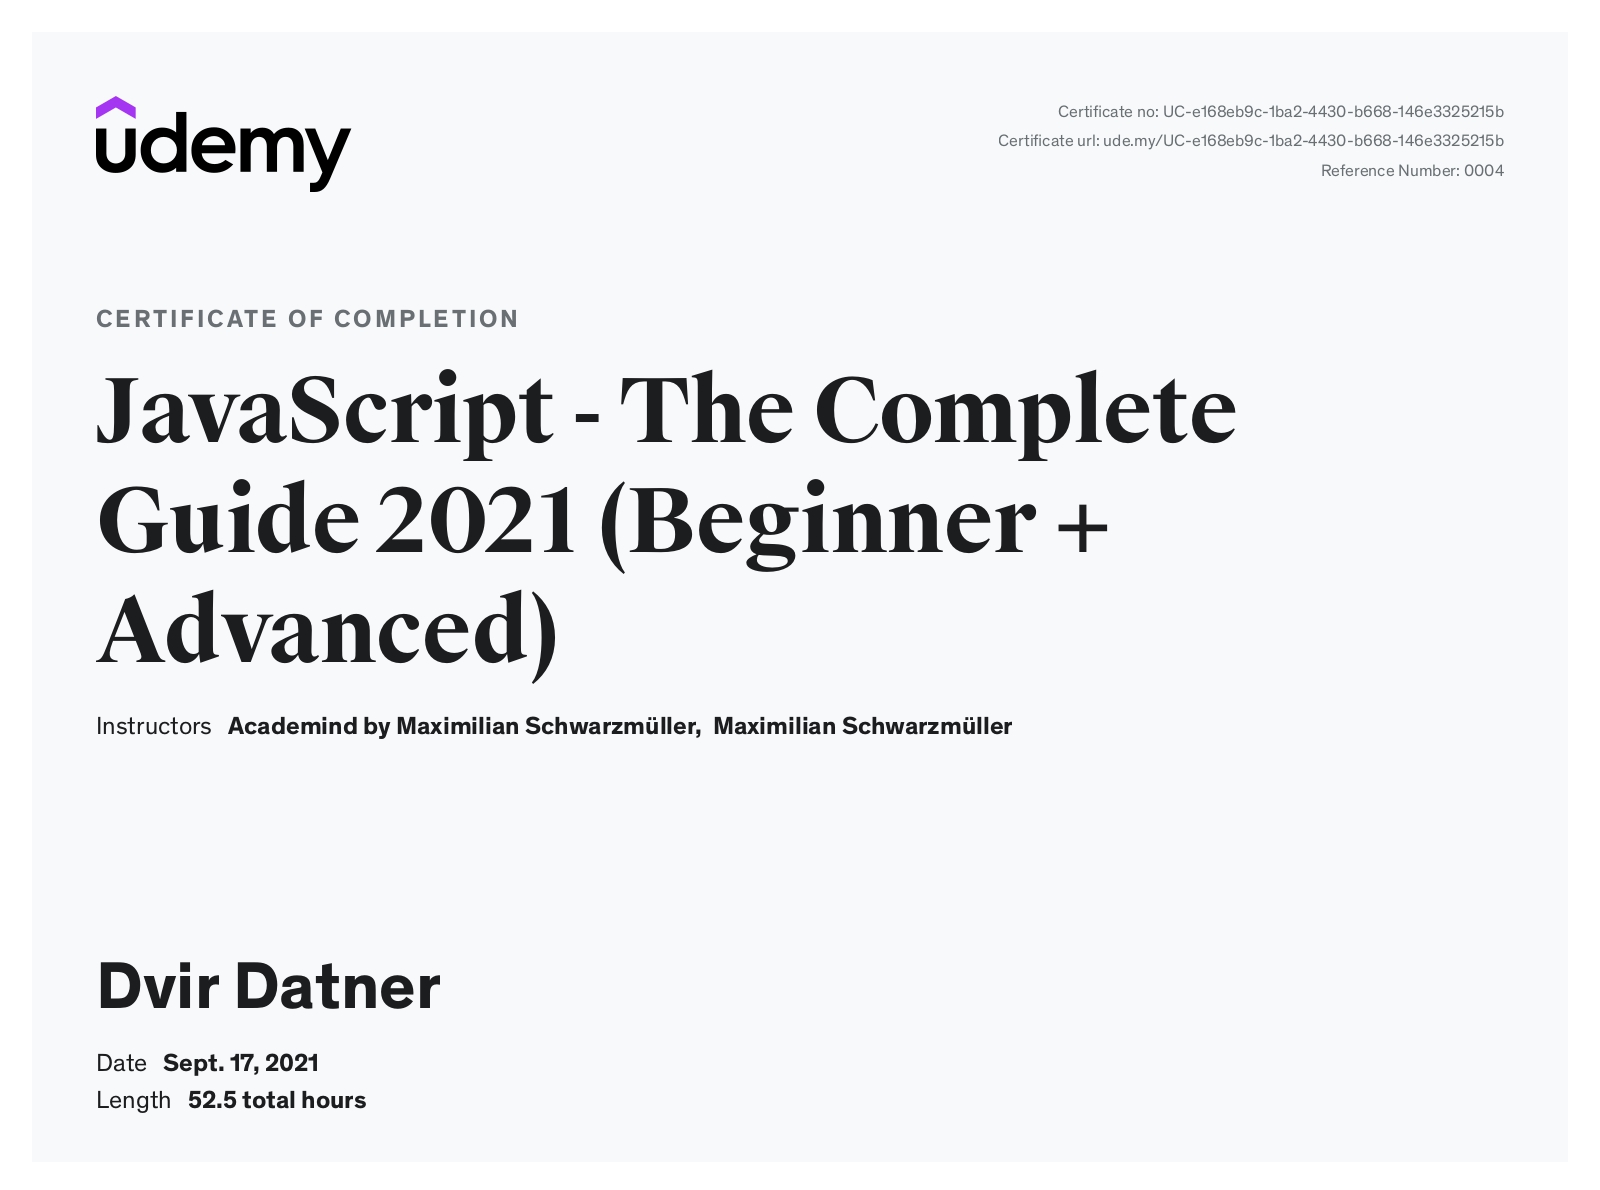 udemy
Certificate no: UC-e168eb9c-1ba2-4430-b668-146e3325215b
Certificate url: ude.my/UC-e168eb9c-1ba2-4430-b668-146e3325215b
Reference Number: 0004
CERTIFICATE OF COMPLETION
JavaScript - The Complete
Guide 2021 (Beginner +
Advanced)
Instructors Academind by Maximilian Schwarzmüller, Maximilian Schwarzmüller
Dvir Datner
Date Sept. 17, 2021
Length 52.5 total hours